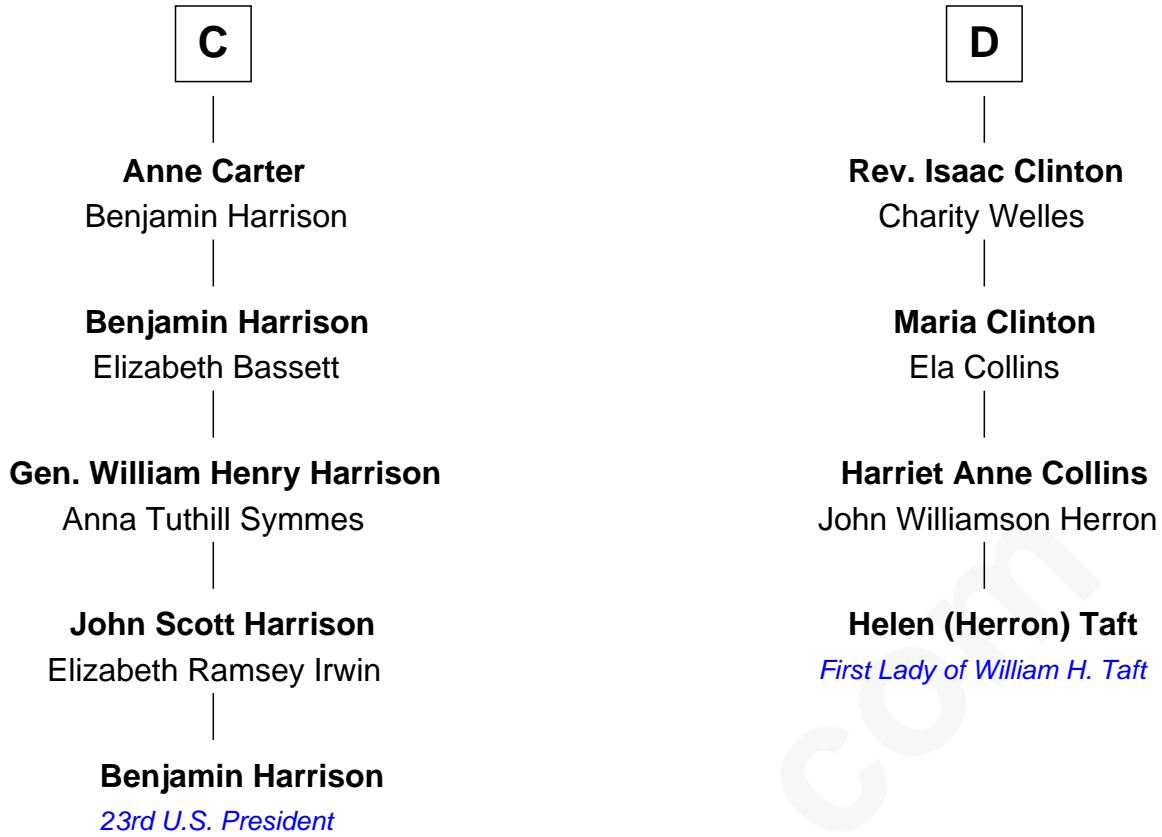 C
Anne Carter
Benjamin Harrison
Benjamin Harrison
Elizabeth Bassett
Gen. William Henry Harrison
Anna Tuthill Symmes
John Scott Harrison
Elizabeth Ramsey Irwin
Benjamin Harrison
23rd U.S. President
D
Rev. Isaac Clinton
Charity Welles
Maria Clinton
Ela Collins
Harriet Anne Collins
John Williamson Herron
Helen (Herron) Taft
First Lady of William H. Taft
com